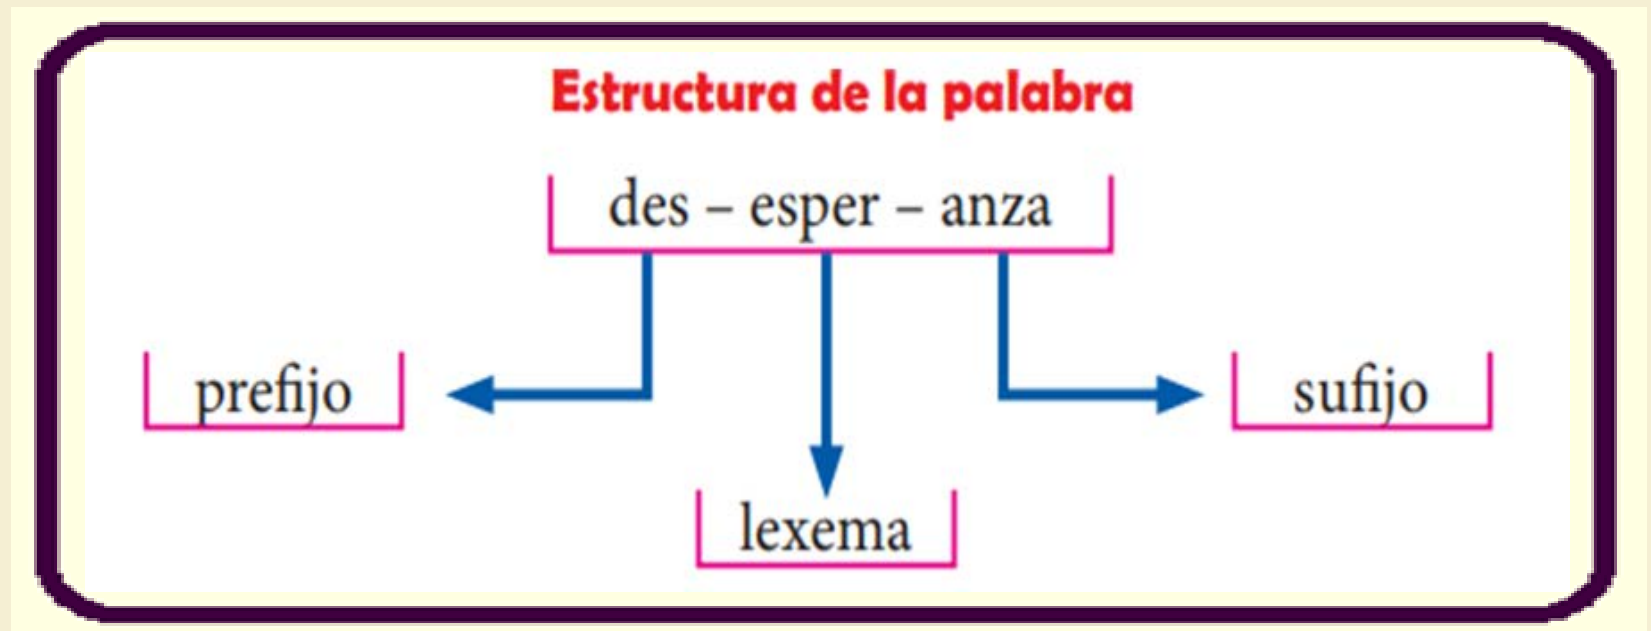 Estructura de la palabra
des – esper – anza
prefijo
sufijo
lexema